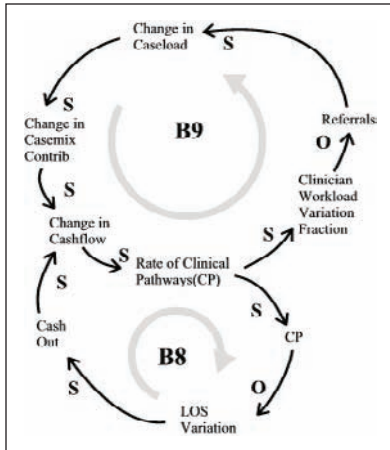 Change in
Caseload
S
S
Referrals
O
B9
Change in
Casemix
Contrib
S
Clinician
Workload
Variation
Fraction
Change in
Cashflow
S
S
Rate of Clinical
Pathways(CP)
S
S
Cash
Out
CP
B8
S
O
LOS
Variation